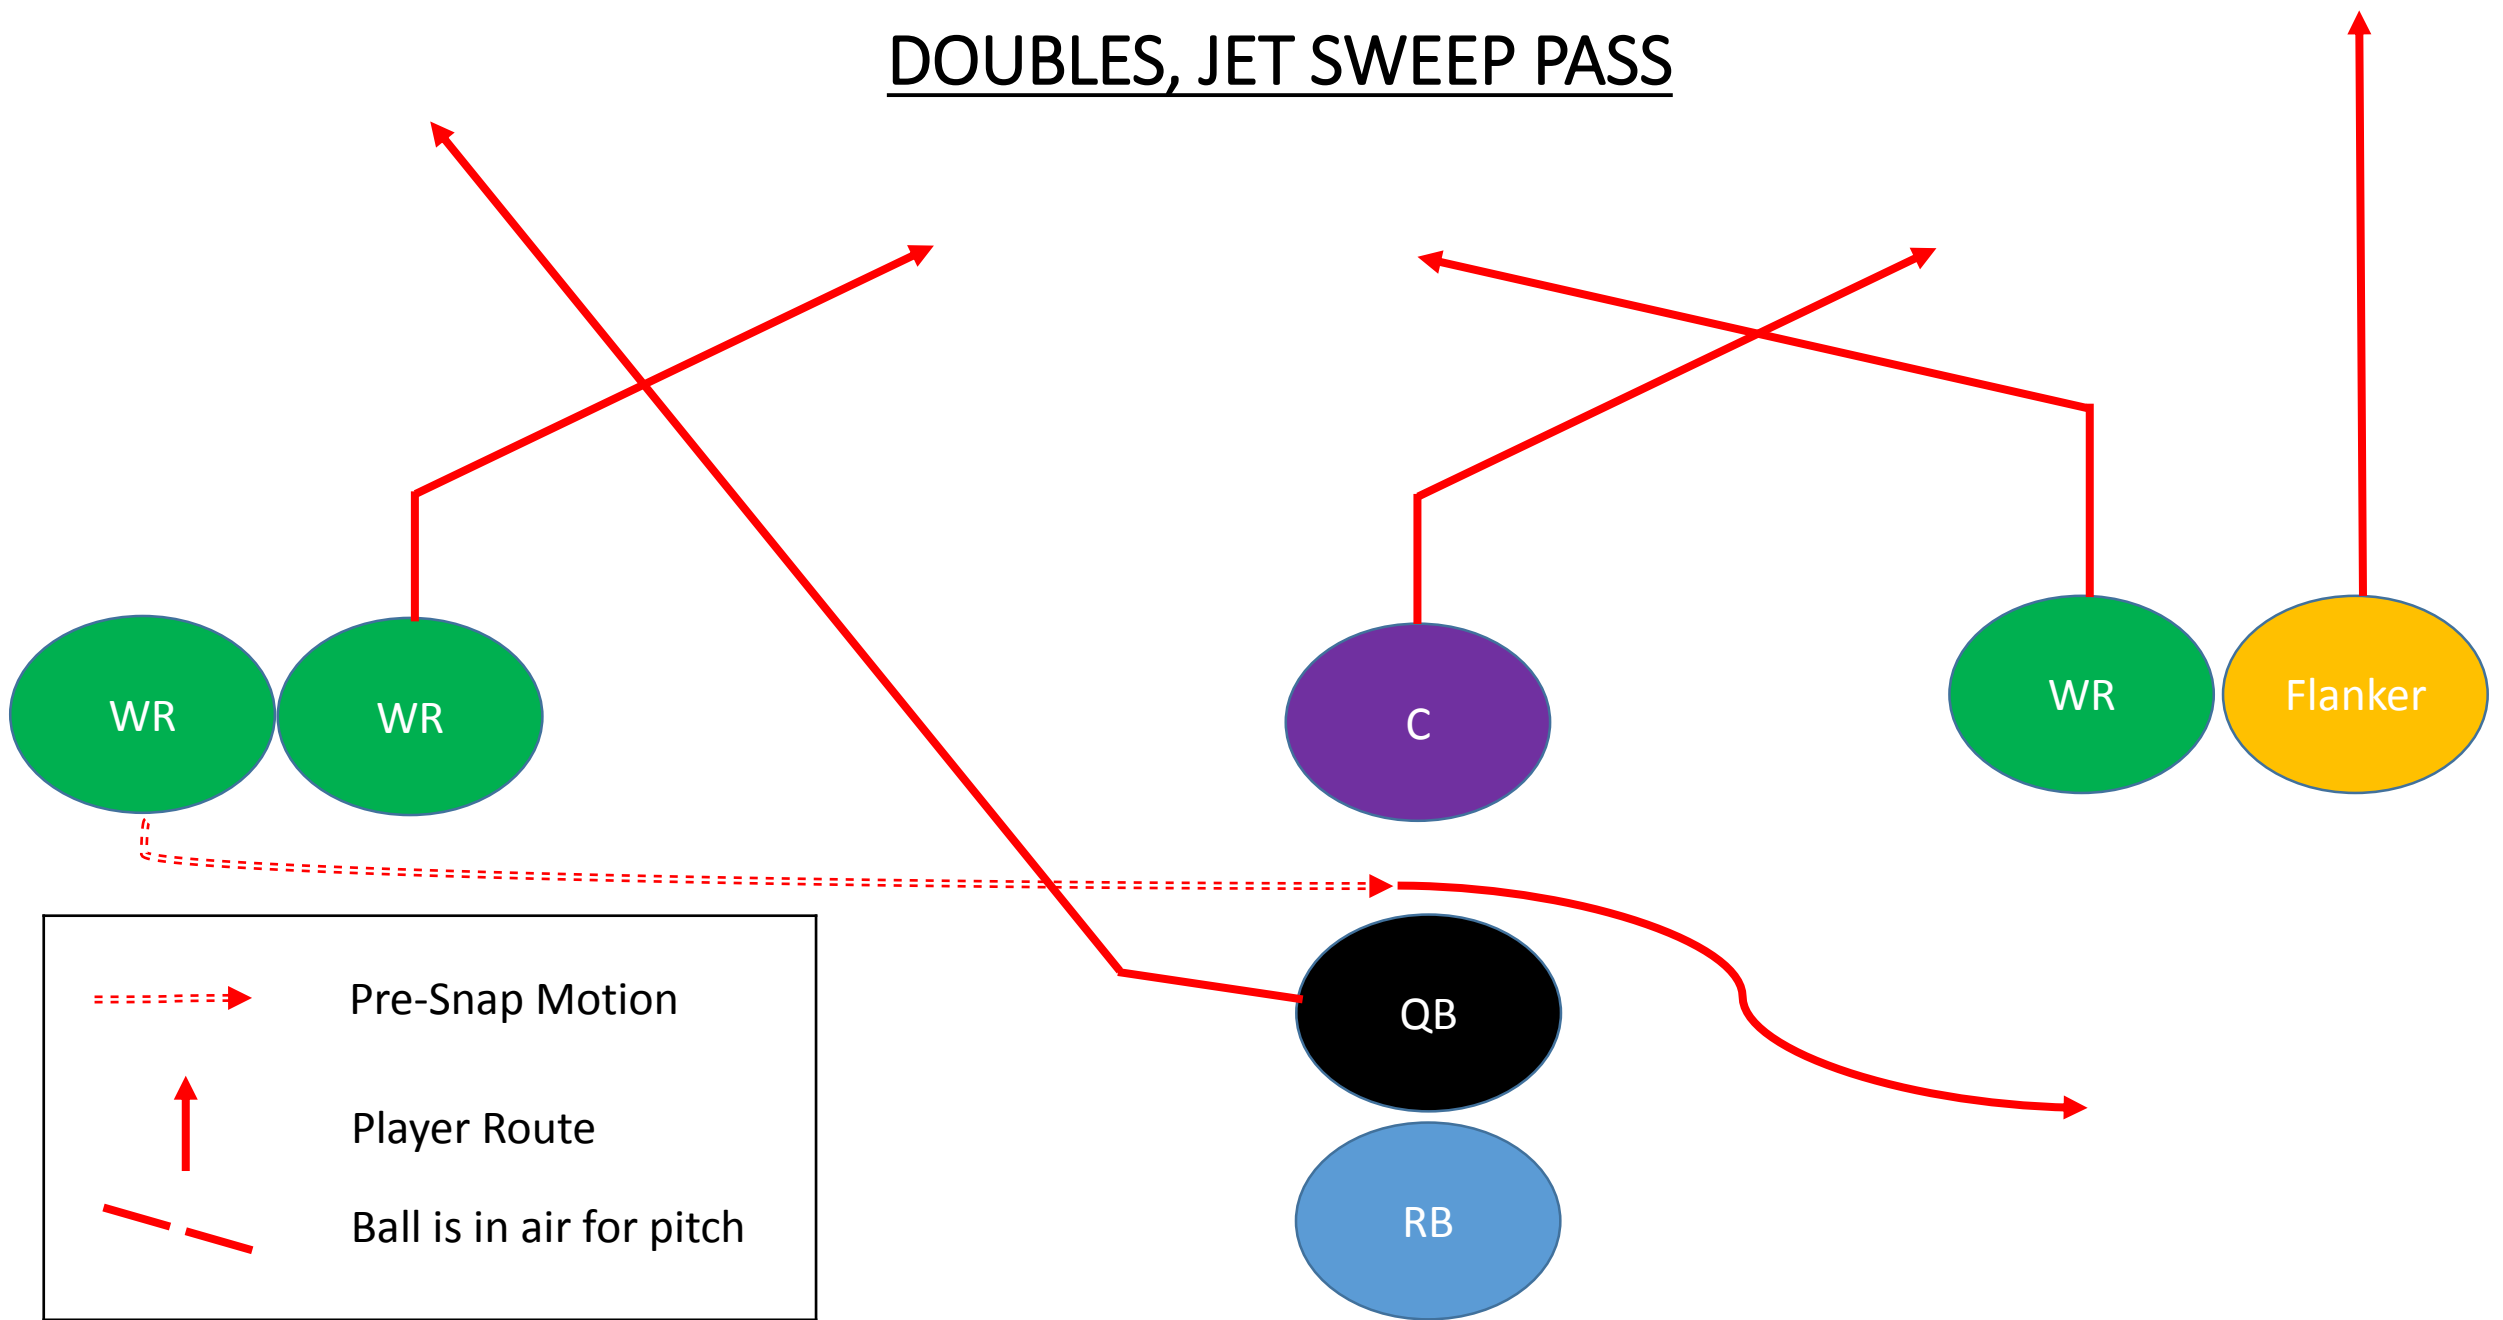 DOUBLES, JET SWEEP PASS
WR
WR
C
WR
Flanker
QB
RB
Pre-Snap Motion
Player Route
Ball is in air for pitch